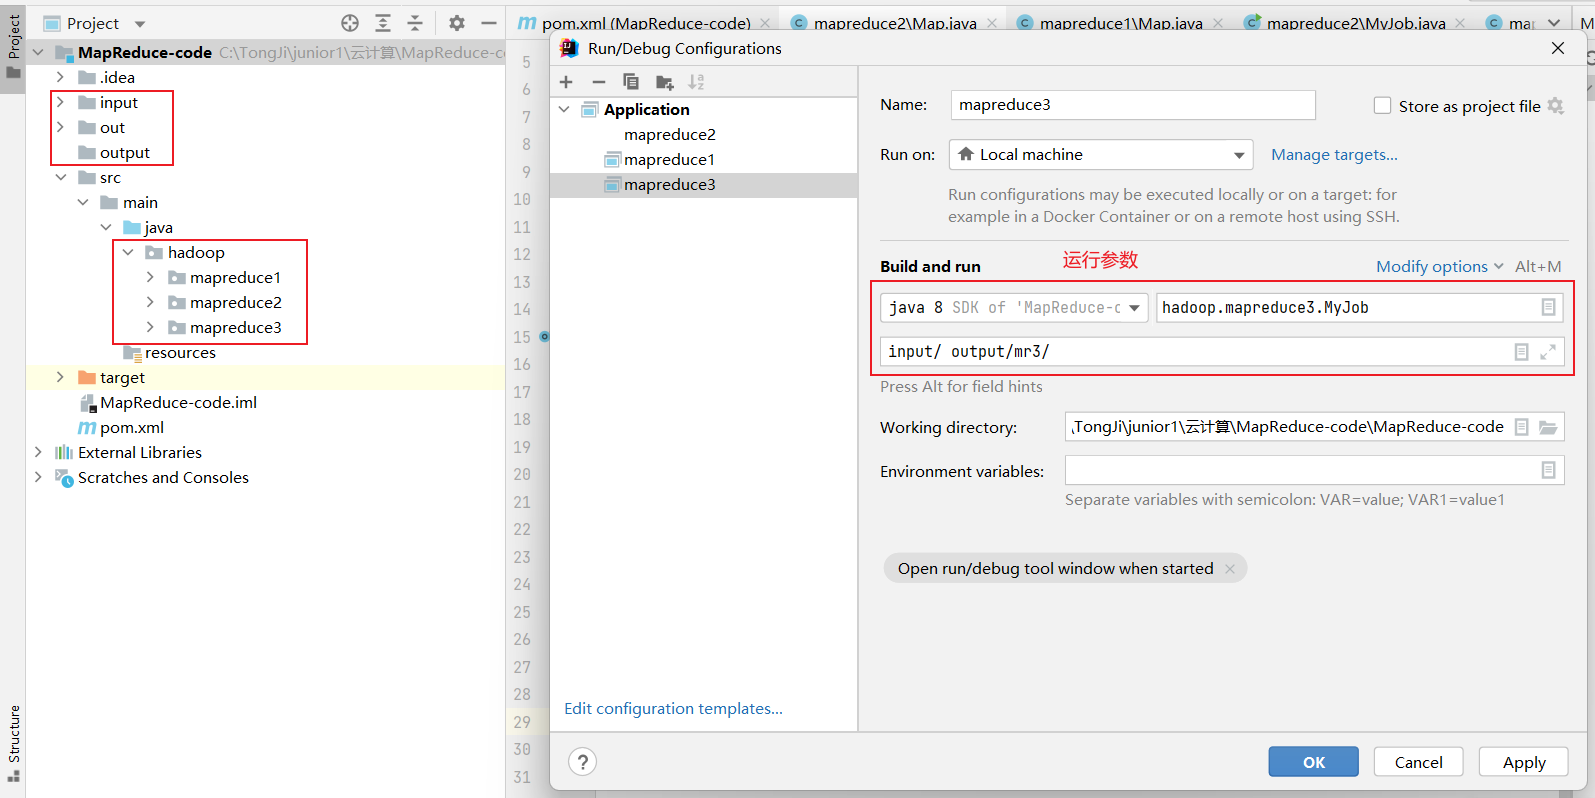 Project
Structure
Project
MapReduce-code C:\TongJi\junior1\云计算\MapReduce-c
.idea
input
out
output
src
main
java
hadoop
mapreduce1
mapreduce2
mapreduce3
resources
target
MapReduce-code.iml
pom.xml
External Libraries
Scratches and Consoles
pom.xml (MapReduce-code)
mapreduce2\Map.java
mapreduce1\Map.java
mapreduce2\MyJob.java
5
6
7
8
9
10
11
12
13
14
15
16
17
18
19
20
21
22
23
24
25
26
27
28
29
30
31
Run/Debug Configurations
Application
mapreduce2
mapreduce1
mapreduce3
Edit configuration templates...
Name: mapreduce3 Store as project file
Run on: Local machine Manage targets...
Run configurations may be executed locally or on a target: for
example in a Docker Container or on a remote host using SSH.
运行参数
Build and run Modify options Alt+M
java 8 SDK of 'MapReduce-c hadoop.mapreduce3.MyJob
input/ output/mr3/
Press Alt for field hints
Working directory: \TongJi\junior1\云计算\MapReduce-code\MapReduce-code
Environment variables:
Separate variables with semicolon: VAR=value; VAR1=value1
Open run/debug tool window when started
? OK Cancel Apply